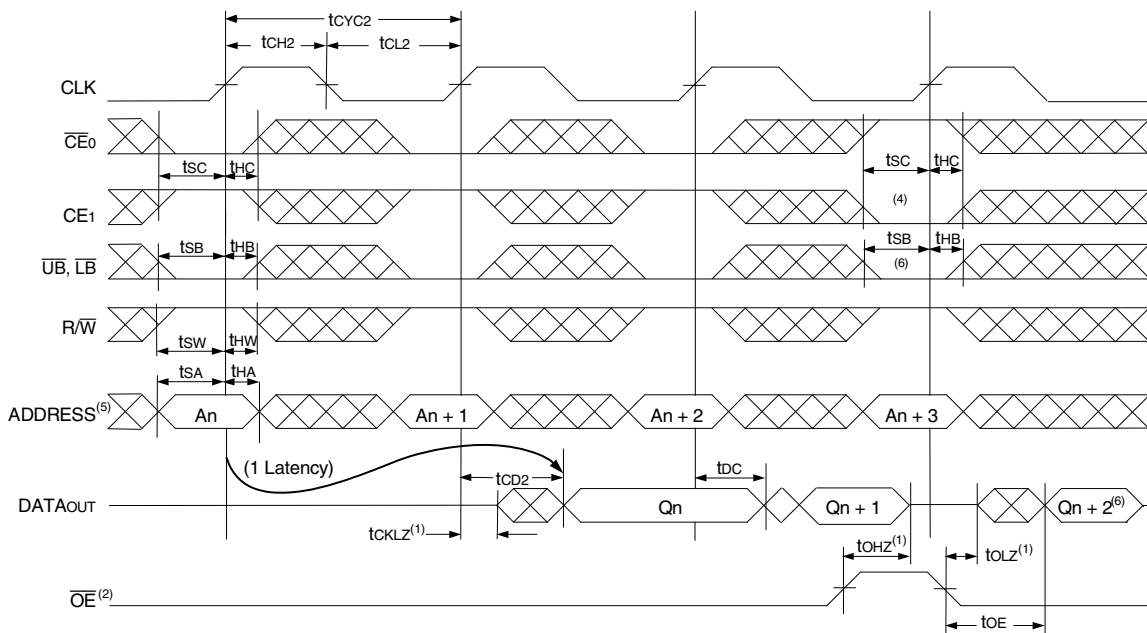 tCYC2
tCH2 tCL2
CLK
CE0
tSC tHC tSC tHC
CE1 (4)
tSB tHB tSB tHB
UB, LB (6)
R/W
tSW tHW
tSA tHA
ADDRESS(5) An An + 1 An + 2 An + 3
(1 Latency) tCD2 tDC
DATAOUT Qn Qn + 1 Qn + 2(6)
tCKLZ(1) tOHZ(1) tOLZ(1)
OE(2)
tOE